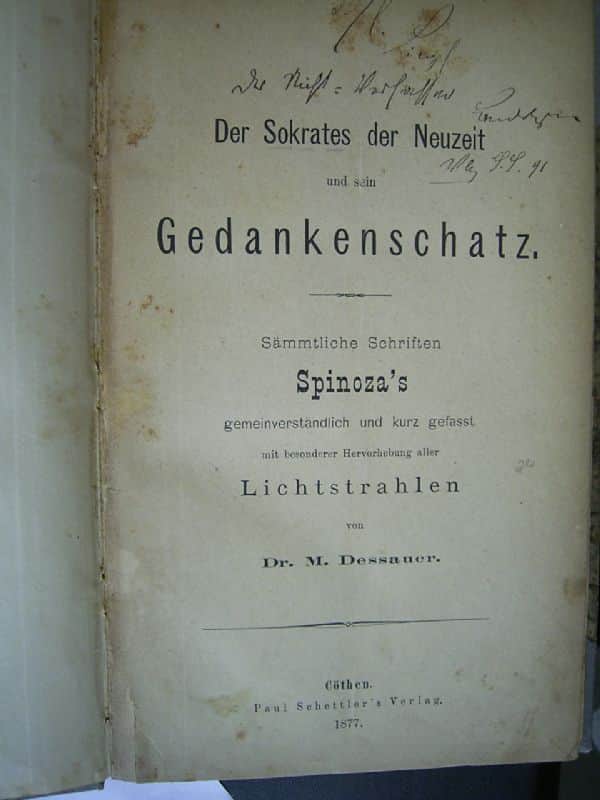 Der Sokrates der Neuzeit
und sein
Gedankenschatz.
Sämmtliche Schriften
Spinoza's
gemeinverständlich und kurz gefasst
mit besonderer Hervorhebung aller
Lichtstrahlen
von
Dr. M. Dessauer.
Cöthen.
Paul Schettler's Verlag.
1877.